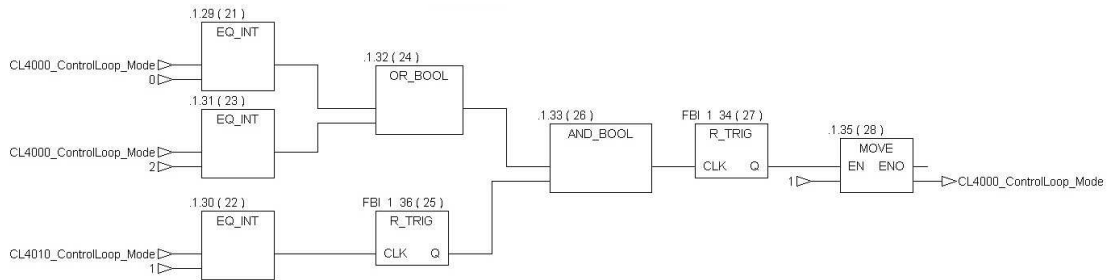 .1.29 ( 21 )
EQ_INT
CL4000_ControlLoop_Mode
0
.1.31 ( 23 )
EQ_INT
CL4000_ControlLoop_Mode
2
.1.30 ( 22 )
EQ_INT
CL4010_ControlLoop_Mode
1
.1.32 ( 24 )
OR_BOOL
FBI 1 36 ( 25 )
R_TRIG
CLK Q
.1.33 ( 26 )
AND_BOOL
FBI 1 34 ( 27 )
R_TRIG
CLK Q
.1.35 ( 28 )
MOVE
EN ENO
1
CL4000_ControlLoop_Mode